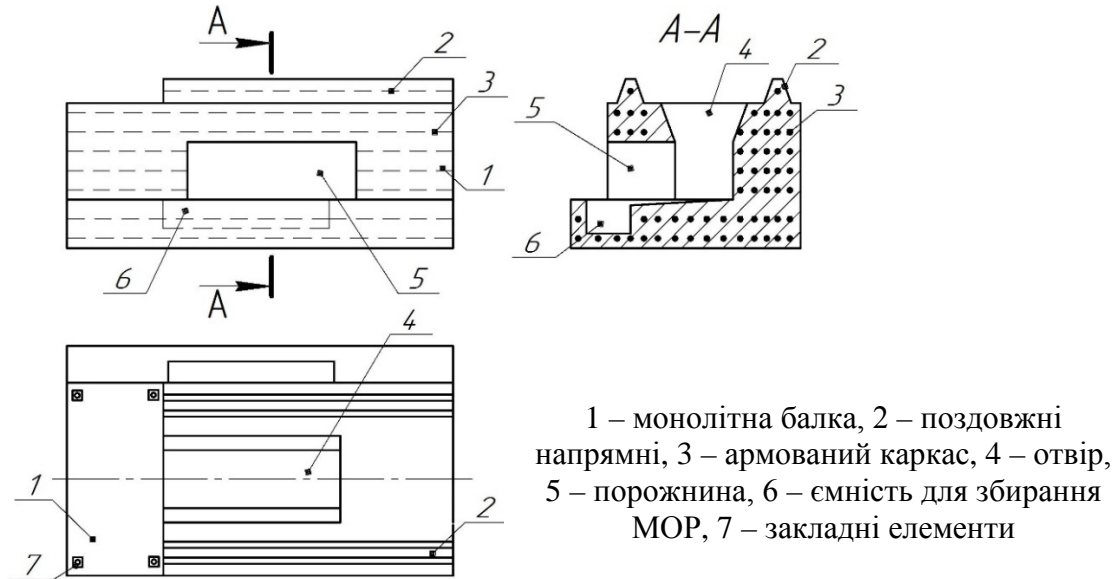 А
А–А
2
4
2
3
3
5
1
6
5
6
А
4
1
2
7
1 – монолітна балка, 2 – поздовжні
напрямні, 3 – армований каркас, 4 – отвір,
5 – порожнина, 6 – ємність для збирання
МОР, 7 – закладні елементи